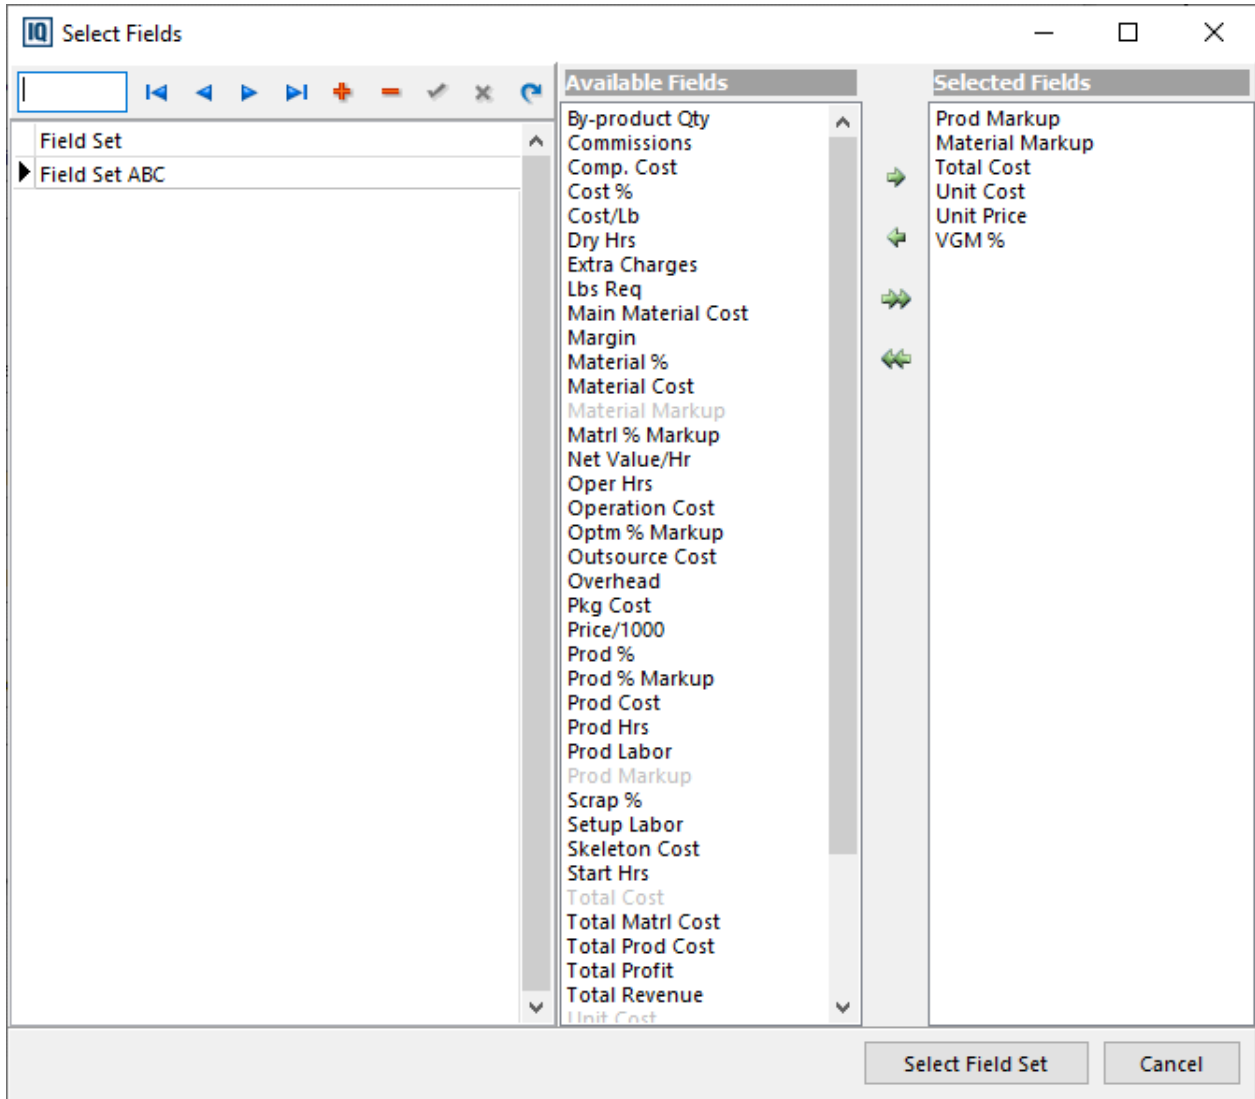 IQ Select Fields
Available Fields
Selected Fields
Field Set
Field Set ABC
By-product Qty
Commissions
Comp. Cost
Cost %
Cost/Lb
Dry Hrs
Extra Charges
Lbs Req
Main Material Cost
Margin
Material %
Material Cost
Material Markup
Matrl % Markup
Net Value/Hr
Oper Hrs
Operation Cost
Optm % Markup
Outsource Cost
Overhead
Pkg Cost
Price/1000
Prod %
Prod % Markup
Prod Cost
Prod Hrs
Prod Labor
Prod Markup
Scrap %
Setup Labor
Skeleton Cost
Start Hrs
Total Cost
Total Matrl Cost
Total Prod Cost
Total Profit
Total Revenue
Unit Cost
Prod Markup
Material Markup
Total Cost
Unit Cost
Unit Price
VGM %
Select Field Set
Cancel